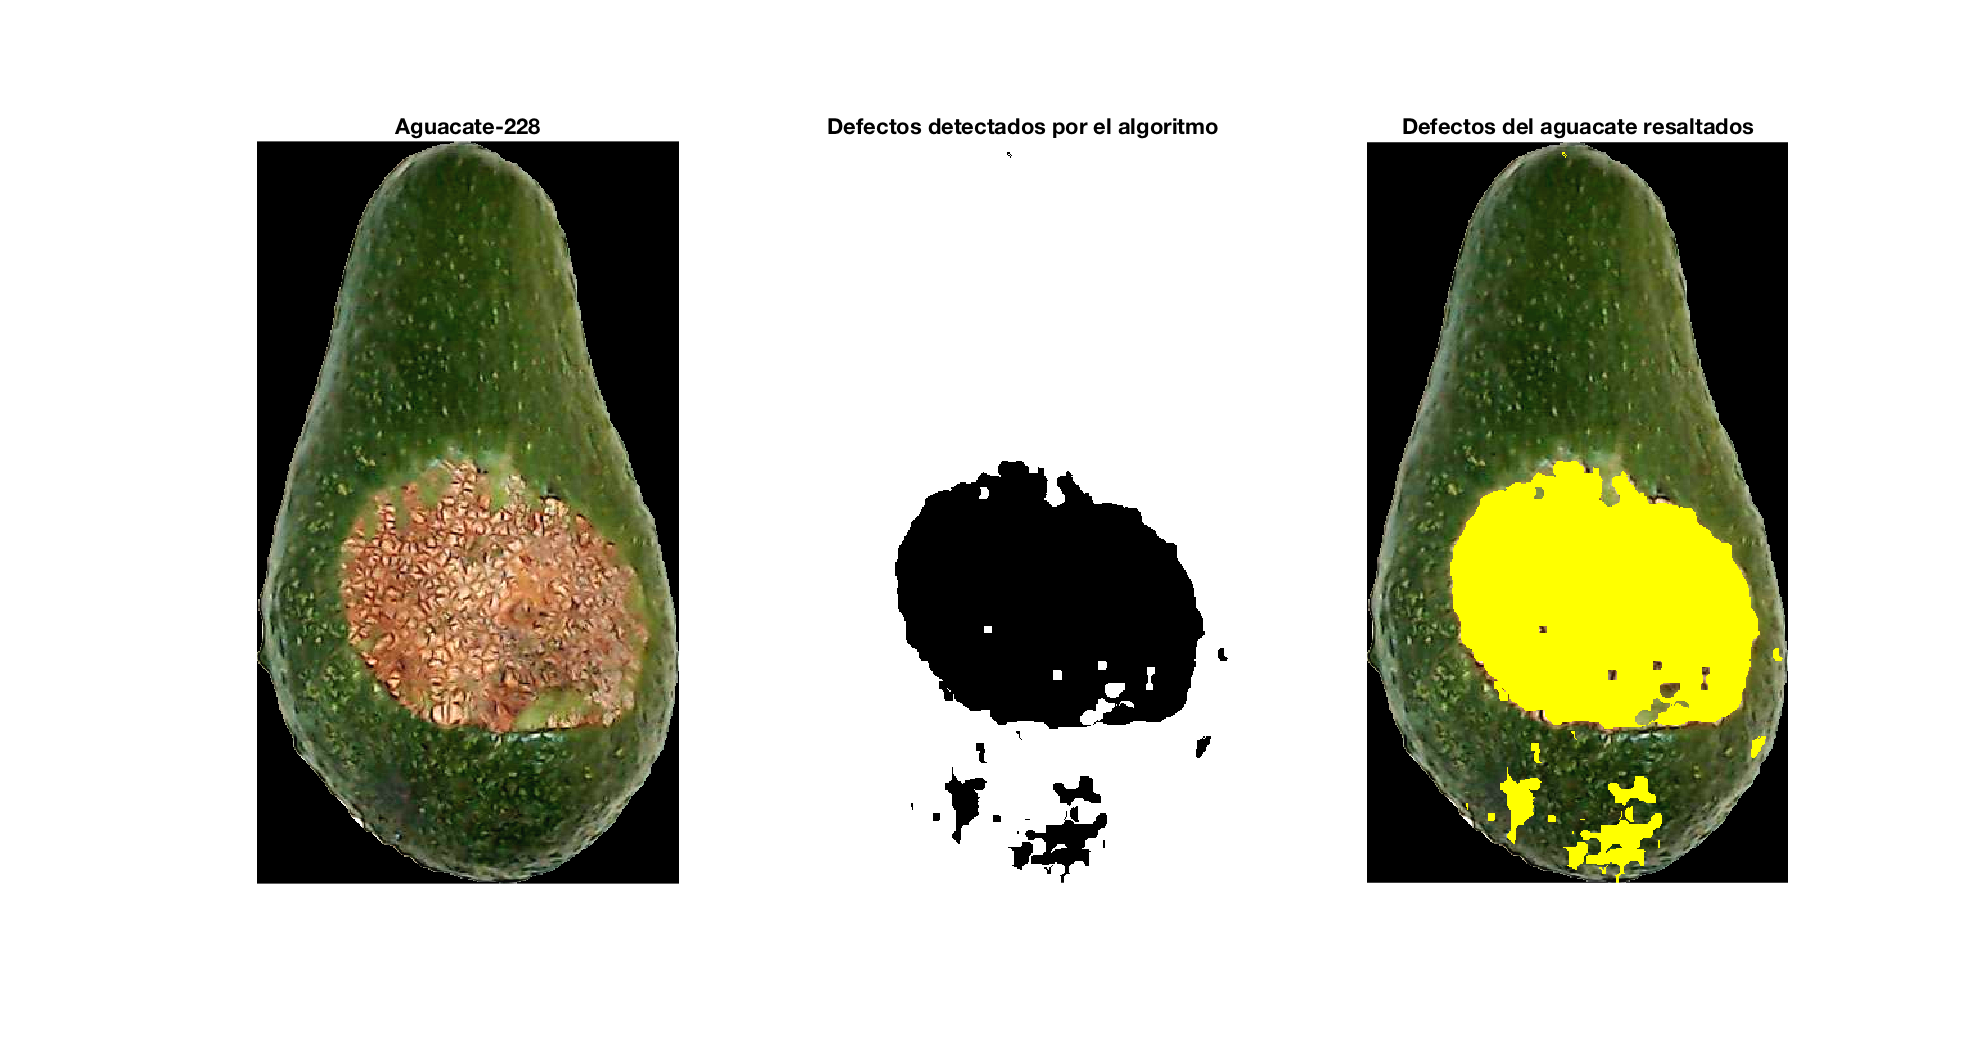 Aguacate-228
Defectos detectados por el algoritmo
Defectos del aguacate resaltados